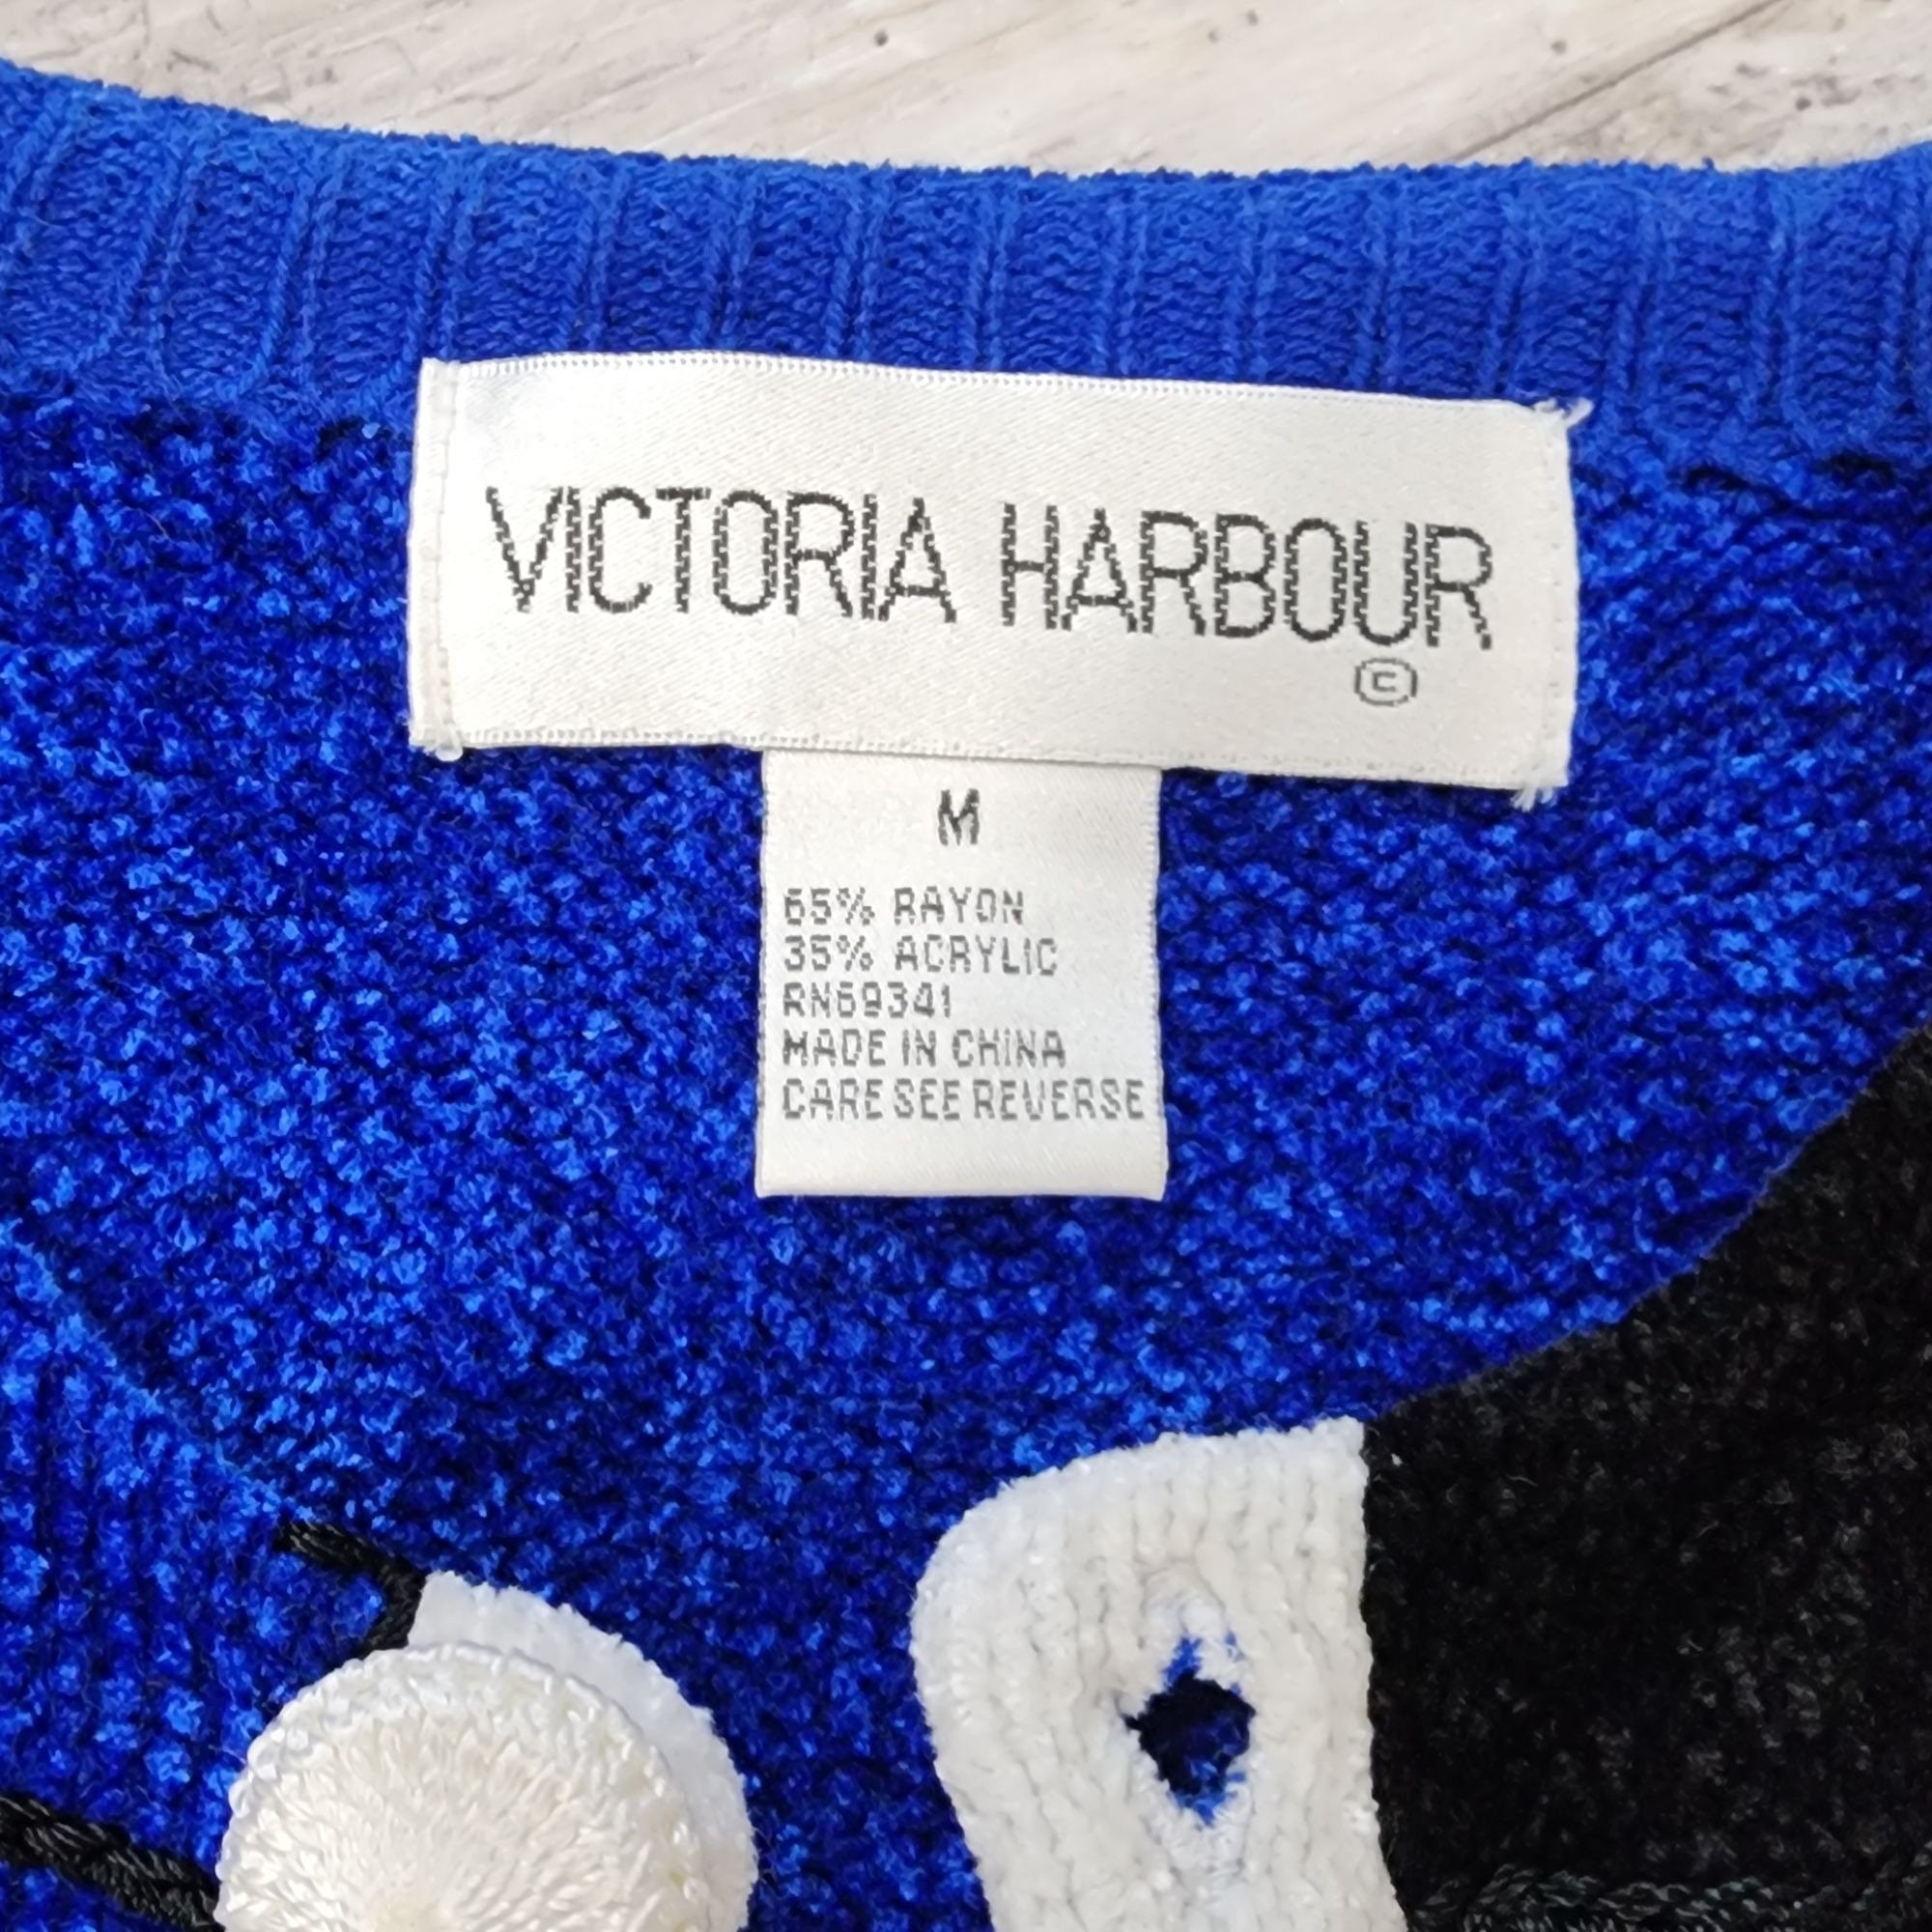 VICTORIA HARBOUR
©
M
65% RAYON
35% ACRYLIC
RN69341
MADE IN CHINA
CARE SEE REVERSE